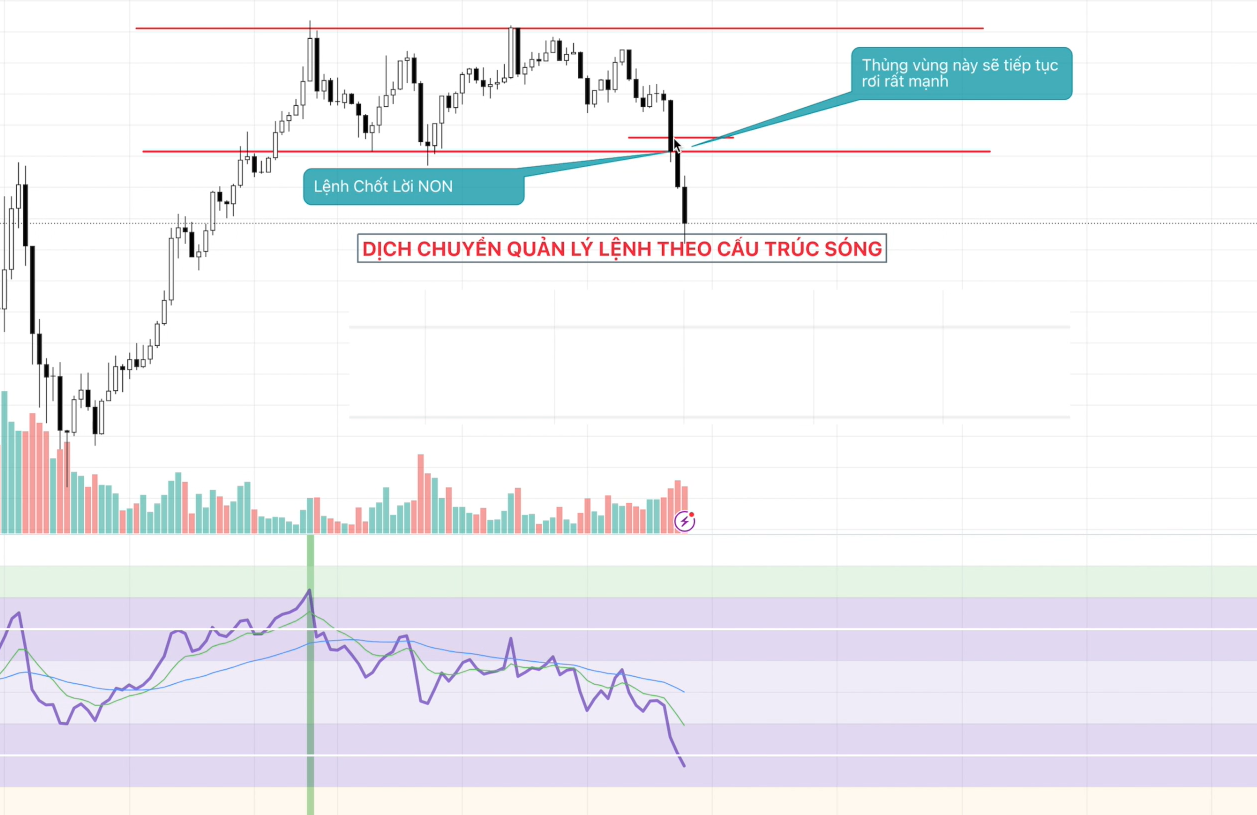 Thủng vùng này sẽ tiếp tục
rơi rất mạnh
Lệnh Chốt Lời NON
DỊCH CHUYỂN QUẢN LÝ LỆNH THEO CẤU TRÚC SÓNG